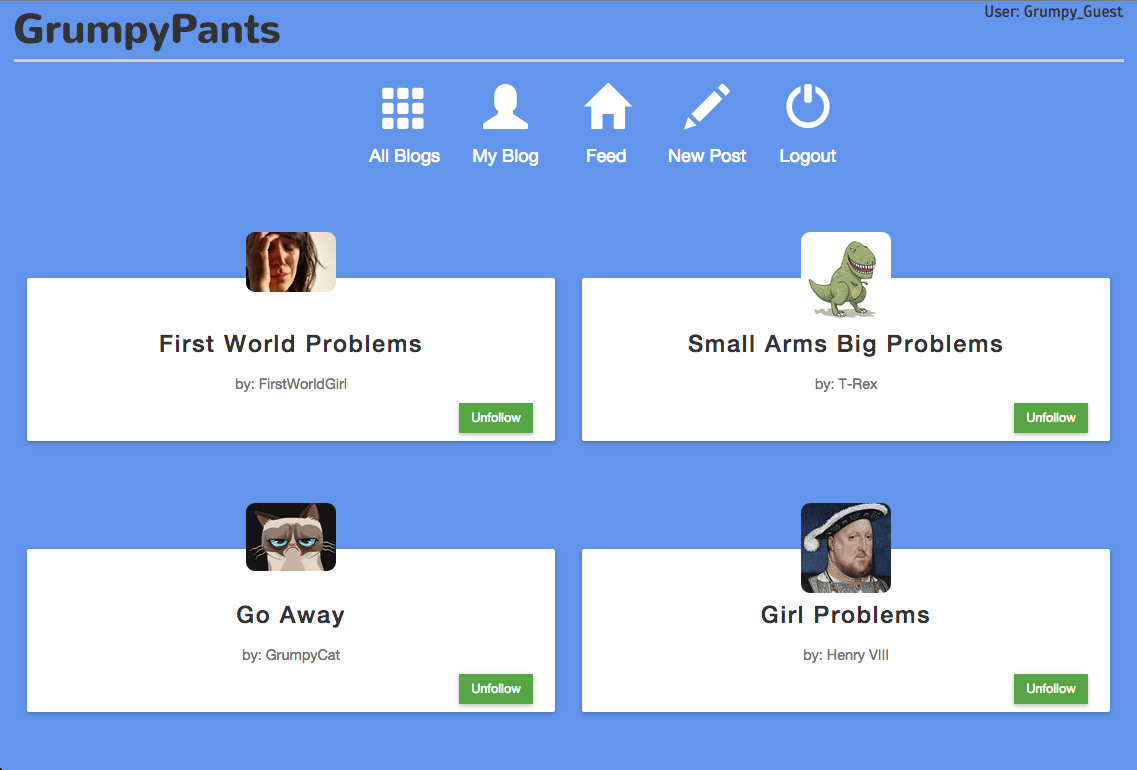 GrumpyPants
User: Grumpy_Guest
All Blogs
My Blog
Feed
New Post
Logout
First World Problems
by: FirstWorldGirl
Unfollow
Small Arms Big Problems
by: T-Rex
Unfollow
Go Away
by: GrumpyCat
Unfollow
Girl Problems
by: Henry VIII
Unfollow